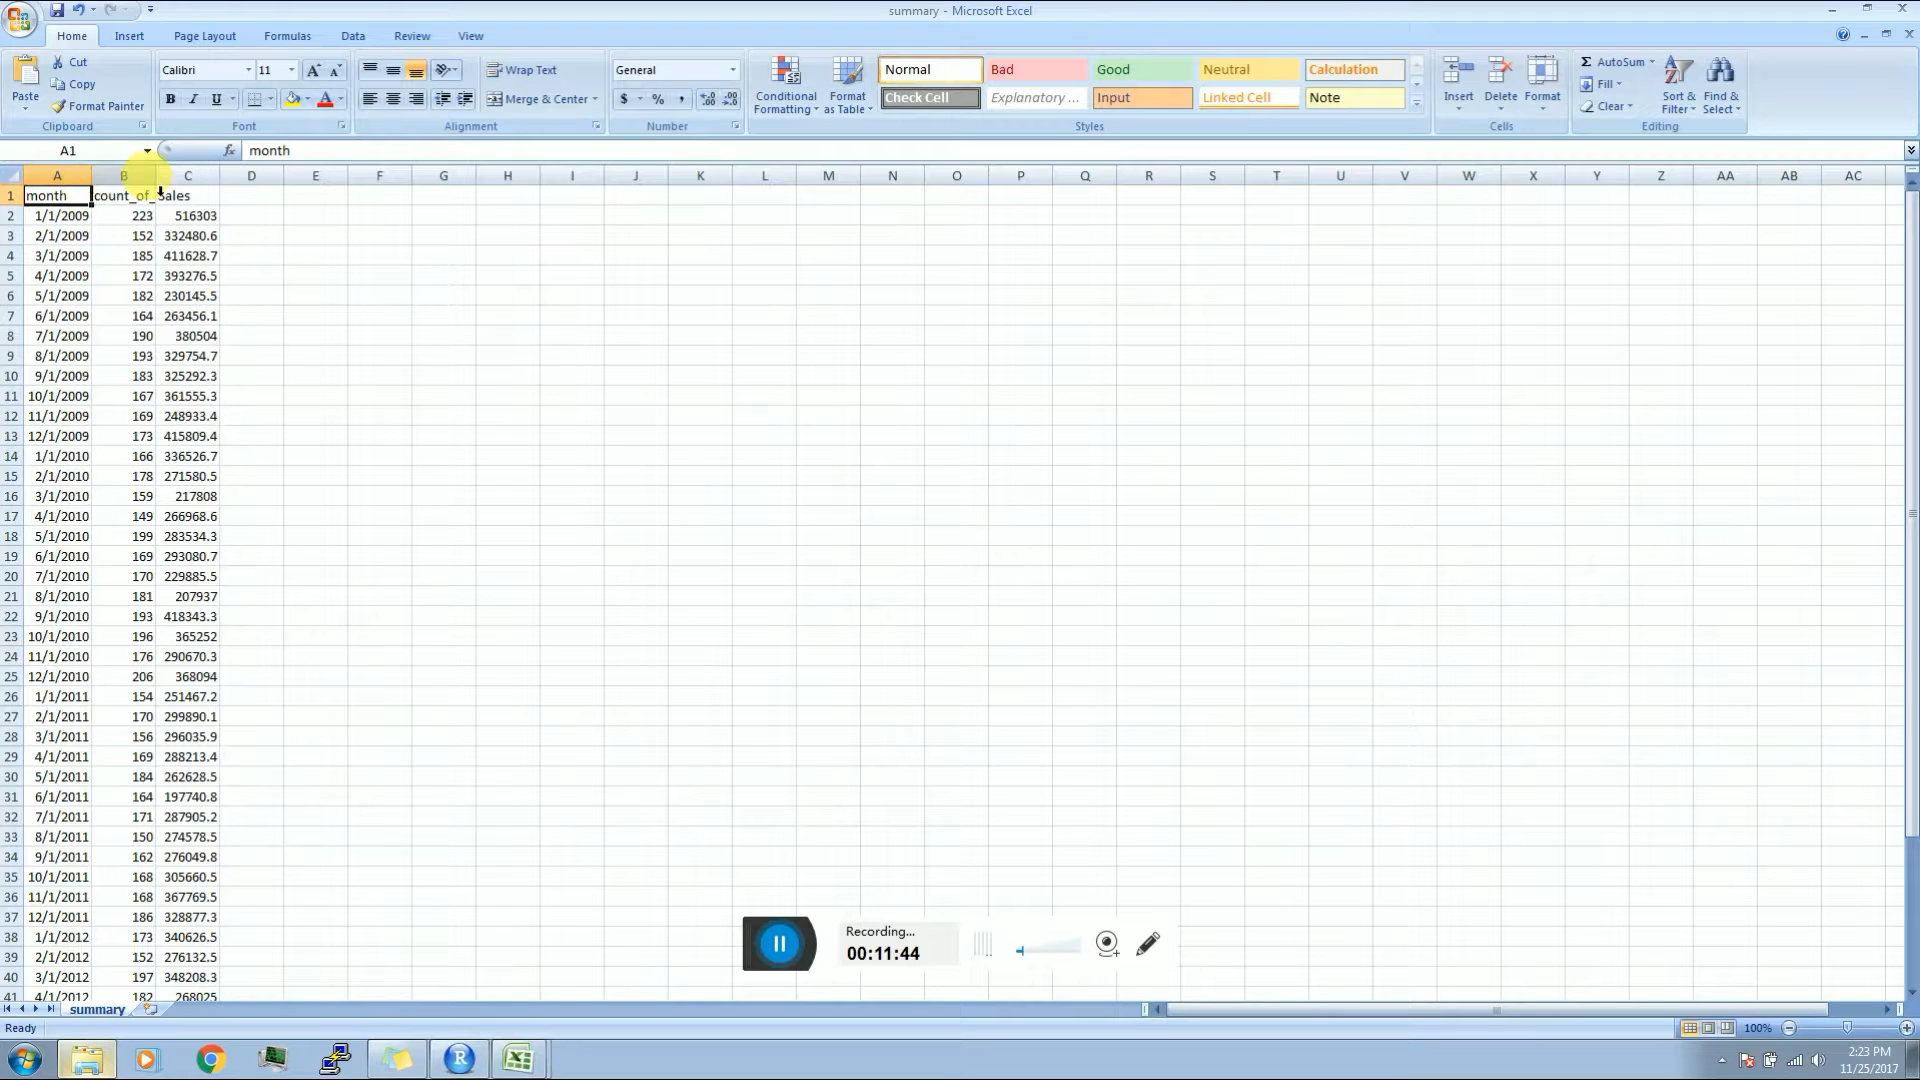 summary - Microsoft Excel
Home Insert Page Layout Formulas Data Review View
Paste Cut Copy Format Painter Clipboard
Calibri 11 B I U A Font
Wrap Text Merge & Center Alignment
General $ % , Number
Conditional Formatting Format as Table
Normal Bad Good Neutral Calculation
Check Cell Explanatory ... Input Linked Cell Note
Styles
Insert Delete Format Cells
Σ AutoSum Fill Clear Sort & Filter Find & Select Editing
A1 fx month
A B C D E F G H I J K L M N O P Q R S T U V W X Y Z AA AB AC
1 month count_of_ Sales
2 1/1/2009 223 516303
3 2/1/2009 152 332480.6
4 3/1/2009 185 411628.7
5 4/1/2009 172 393276.5
6 5/1/2009 182 230145.5
7 6/1/2009 164 263456.1
8 7/1/2009 190 380504
9 8/1/2009 193 329754.7
10 9/1/2009 183 325292.3
11 10/1/2009 167 361555.3
12 11/1/2009 169 248933.4
13 12/1/2009 173 415809.4
14 1/1/2010 166 336526.7
15 2/1/2010 178 271580.5
16 3/1/2010 159 217808
17 4/1/2010 149 266968.6
18 5/1/2010 199 283534.3
19 6/1/2010 169 293080.7
20 7/1/2010 170 229885.5
21 8/1/2010 181 207937
22 9/1/2010 193 418343.3
23 10/1/2010 196 365252
24 11/1/2010 176 290670.3
25 12/1/2010 206 368094
26 1/1/2011 154 251467.2
27 2/1/2011 170 299890.1
28 3/1/2011 156 296035.9
29 4/1/2011 169 288213.4
30 5/1/2011 184 262628.5
31 6/1/2011 164 197740.8
32 7/1/2011 171 287905.2
33 8/1/2011 150 274578.5
34 9/1/2011 162 276049.8
35 10/1/2011 168 305660.5
36 11/1/2011 168 367769.5
37 12/1/2011 186 328877.3
38 1/1/2012 173 340626.5
39 2/1/2012 152 276132.5
40 3/1/2012 197 348208.3
41 4/1/2012 182 268025
Recording...
00:11:44
summary
Ready 100%
R
2:23 PM
11/25/2017